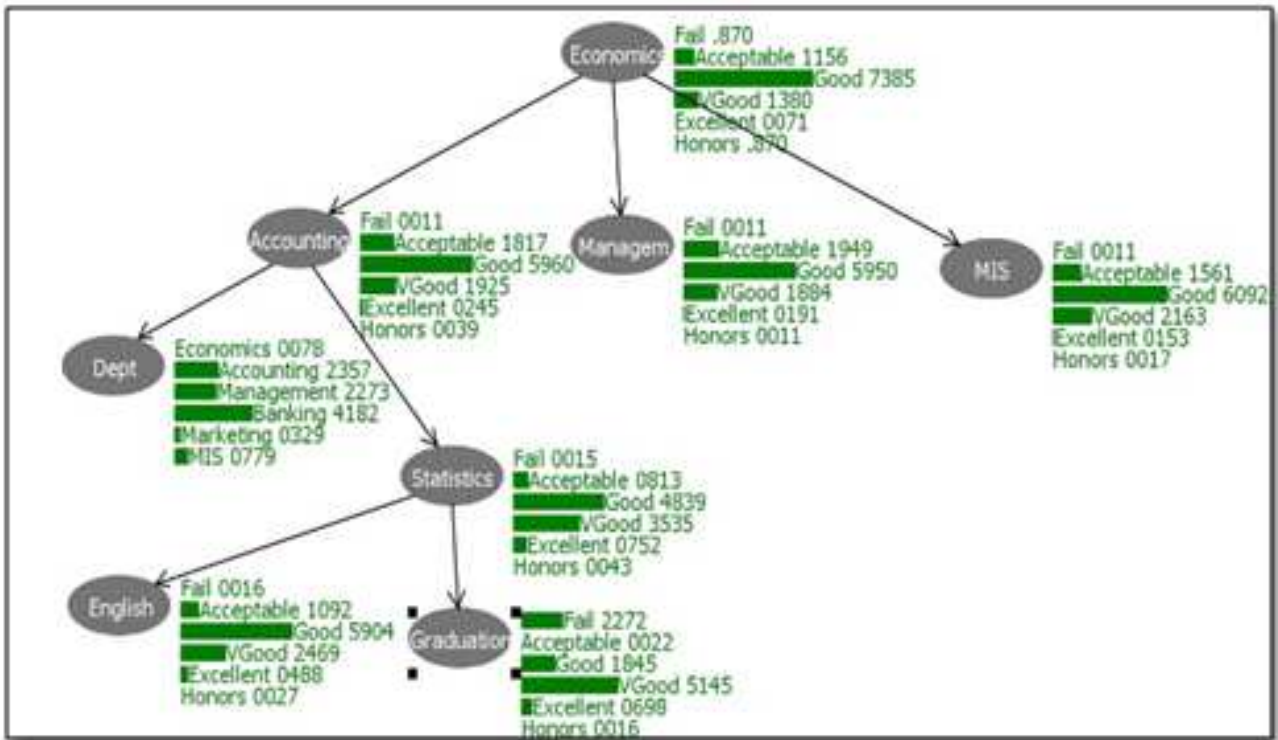 Economics
Fail .870
Acceptable 1156
Good 7385
VGood 1380
Excellent 0071
Honors .870
Accounting
Fail 0011
Acceptable 1817
Good 5960
VGood 1925
Excellent 0245
Honors 0039
Managem
Fail 0011
Acceptable 1949
Good 5950
VGood 1884
Excellent 0191
Honors 0011
MIS
Fail 0011
Acceptable 1561
Good 6092
VGood 2163
Excellent 0153
Honors 0017
Dept
Economics 0078
Accounting 2357
Management 2273
Banking 4182
Marketing 0329
MIS 0779
Statistics
Fail 0015
Acceptable 0813
Good 4839
VGood 3535
Excellent 0752
Honors 0043
English
Fail 0016
Acceptable 1092
Good 5904
VGood 2469
Excellent 0488
Honors 0027
Graduation
Fail 2272
Acceptable 0022
Good 1845
VGood 5145
Excellent 0698
Honors 0016